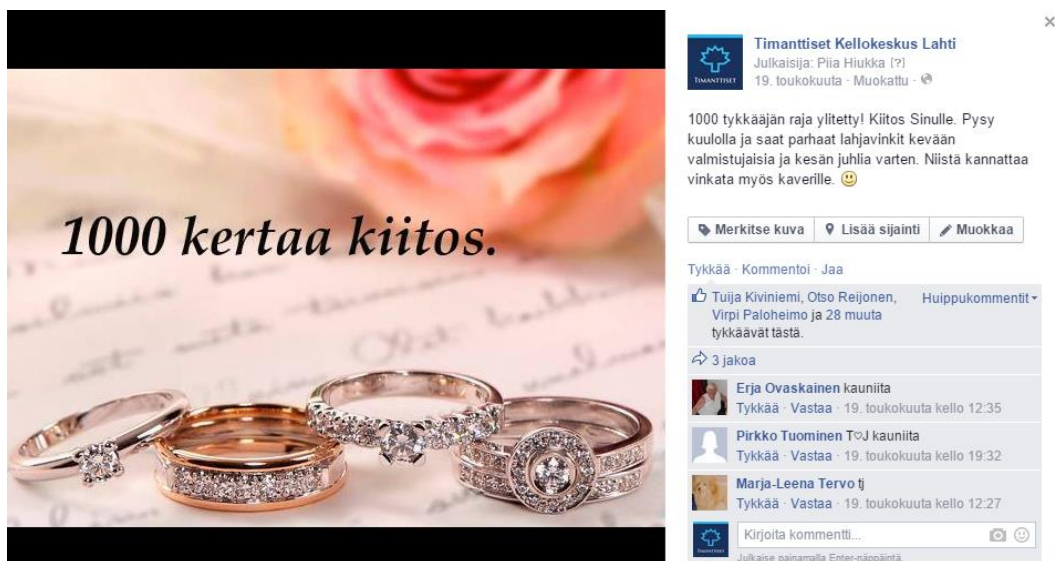 1000 kertaa kiitos.
TIMANTTISET
Timanttiset Kellokeskus Lahti
Julkaisija: Piia Hiukka [?]
19. toukokuuta · Muokattu ·
1000 tykkääjän raja ylitetty! Kiitos Sinulle. Pysy
kuulolla ja saat parhaat lahjavinkit kevään
valmistujaisia ja kesän juhlia varten. Niistä kannattaa
vinkata myös kaverille.
Merkitse kuva
Lisää sijainti
Muokkaa
Tykkää · Kommentoi · Jaa
Tuija Kiviniemi, Otso Reijonen,
Virpi Paloheimo ja 28 muuta
tykkäävät tästä.
Huippukommentit
3 jakoa
Erja Ovaskainen kauniita
Tykkää · Vastaa · 19. toukokuuta kello 12:35
Pirkko Tuominen T♡J kauniita
Tykkää · Vastaa · 19. toukokuuta kello 19:32
Marja-Leena Tervo tj
Tykkää · Vastaa · 19. toukokuuta kello 12:27
TIMANTTISET
Kirjoita kommentti...
Julkaise painamalla Enter-näppäintä.